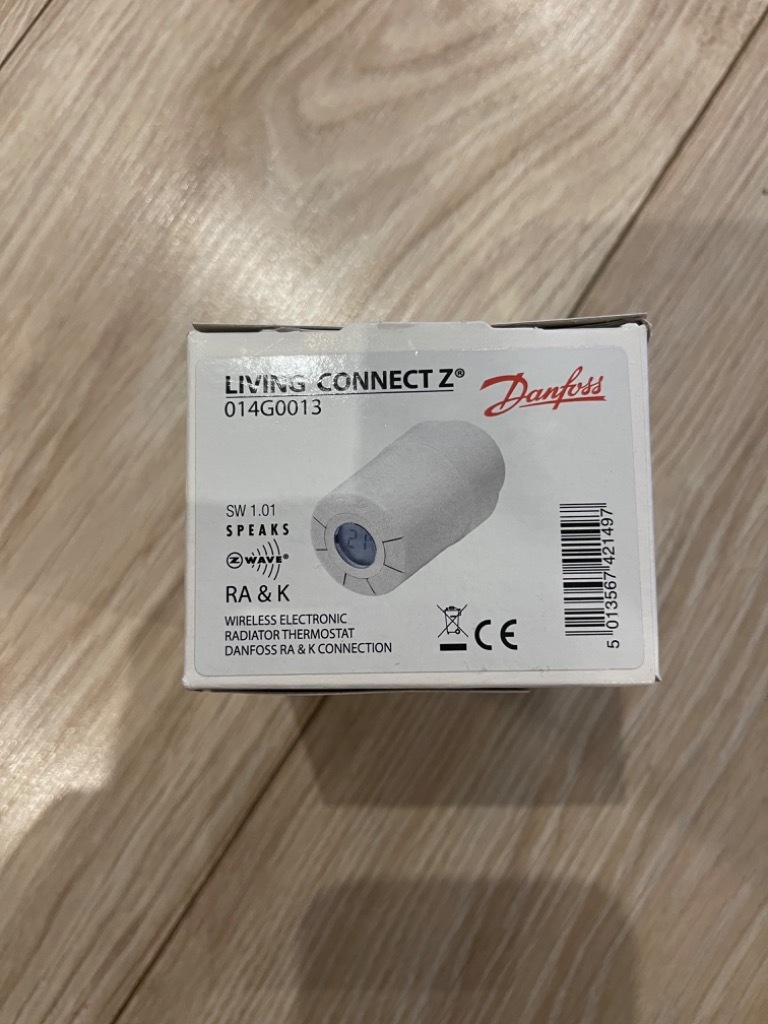 LIVING CONNECT Z®
014G0013
Danfoss
21
SW 1.01
SPEAKS
Z WAVE®
RA & K
WIRELESS ELECTRONIC
RADIATOR THERMOSTAT
DANFOSS RA & K CONNECTION
CE
5 013567 421497